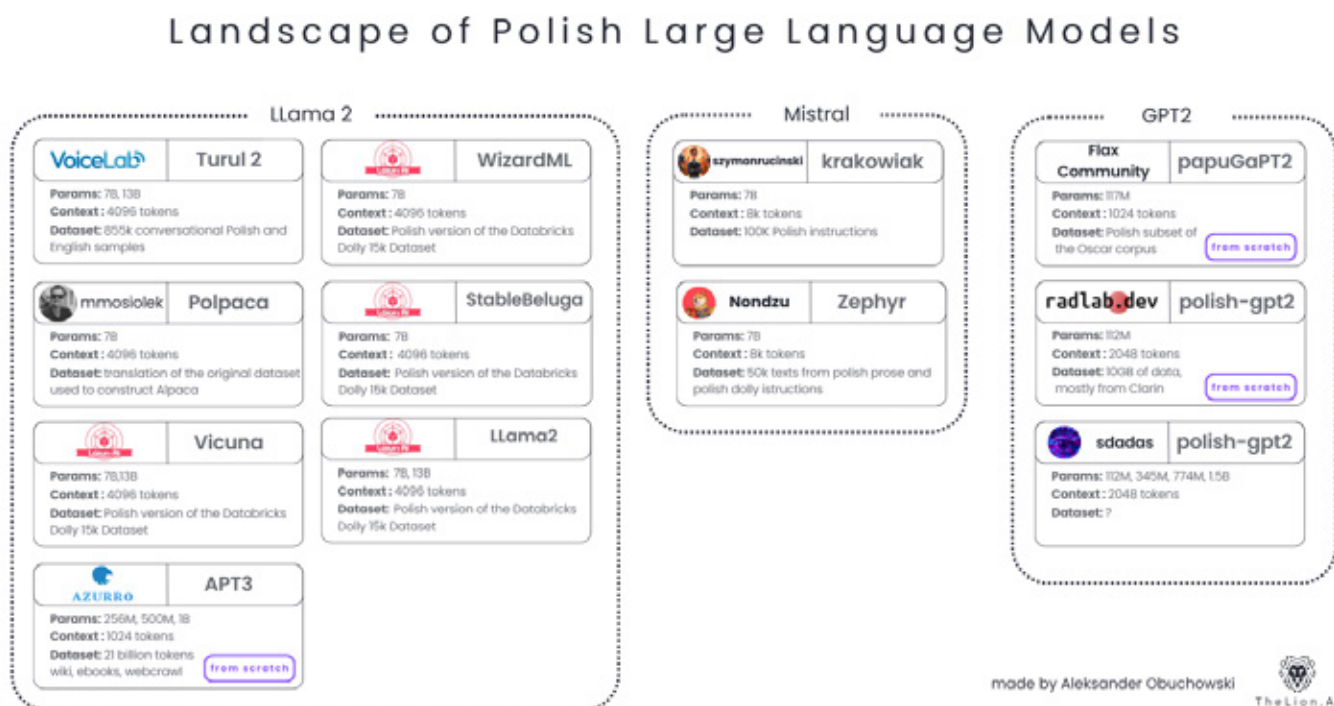 Landscape of Polish Large Language Models
LLama 2
VoiceLab
Turul 2
Params: 7B, 13B
Context: 4096 tokens
Dataset: 855k conversational Polish and
English samples
WizardML
Params: 7B
Context: 4096 tokens
Dataset: Polish version of the Databricks
Dolly 15k Dataset
mmosiolek
Polpaca
Params: 7B
Context: 4096 tokens
Dataset: translation of the original dataset
used to construct Alpaca
StableBeluga
Params: 7B
Context: 4096 tokens
Dataset: Polish version of the Databricks
Dolly 15k Dataset
Vicuna
Params: 7B,13B
Context: 4096 tokens
Dataset: Polish version of the Databricks
Dolly 15k Dataset
LLama2
Params: 7B, 13B
Context: 4096 tokens
Dataset: Polish version of the Databricks
Dolly 15k Dataset
AZURRO
APT3
Params: 256M, 500M, 1B
Context: 1024 tokens
Dataset: 21 billion tokens
wiki, ebooks, webcrawl
from scratch
Mistral
szymonrucinski
krakowiak
Params: 7B
Context: 8k tokens
Dataset: 100K Polish instructions
Nondzu
Zephyr
Params: 7B
Context: 8k tokens
Dataset: 50k texts from polish prose and
polish dolly istructions
GPT2
Flax
Community
papuGaPT2
Params: 117M
Context: 1024 tokens
Dataset: Polish subset of
the Oscar corpus
from scratch
radlab.dev
polish-gpt2
Params: 112M
Context: 2048 tokens
Dataset: 10GB of data,
mostly from Clarin
from scratch
sdadas
polish-gpt2
Params: 112M, 345M, 774M, 1.5B
Context: 2048 tokens
Dataset: ?
made by Aleksander Obuchowski
TheLion.A